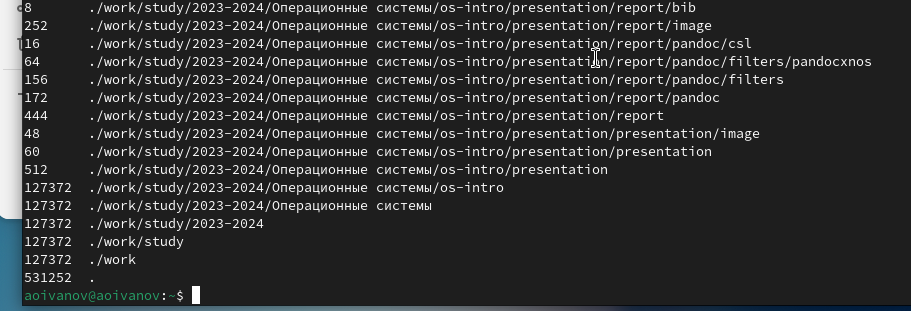 8       ./work/study/2023-2024/Операционные системы/os-intro/presentation/report/bib
252     ./work/study/2023-2024/Операционные системы/os-intro/presentation/report/image
16      ./work/study/2023-2024/Операционные системы/os-intro/presentation/report/pandoc/csl
64      ./work/study/2023-2024/Операционные системы/os-intro/presentation/report/pandoc/filters/pandocxnos
156     ./work/study/2023-2024/Операционные системы/os-intro/presentation/report/pandoc/filters
172     ./work/study/2023-2024/Операционные системы/os-intro/presentation/report/pandoc
444     ./work/study/2023-2024/Операционные системы/os-intro/presentation/report
48      ./work/study/2023-2024/Операционные системы/os-intro/presentation/presentation/image
60      ./work/study/2023-2024/Операционные системы/os-intro/presentation/presentation
512     ./work/study/2023-2024/Операционные системы/os-intro/presentation
127372  ./work/study/2023-2024/Операционные системы/os-intro
127372  ./work/study/2023-2024/Операционные системы
127372  ./work/study/2023-2024
127372  ./work/study
127372  ./work
531252  .
aoivanov@aoivanov:~$